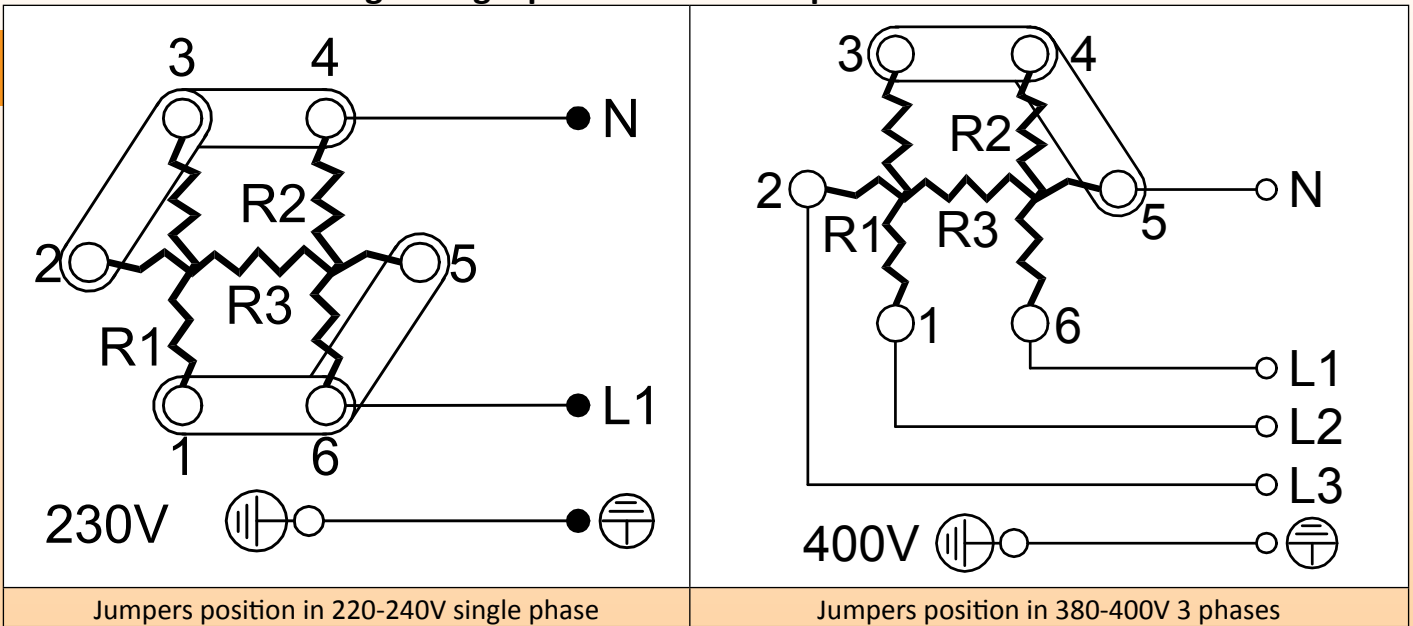 3 4
N
R2
2 5
R3
R1
L1
1 6
230V
Jumpers position in 220-240V single phase
3 4
R2
2 N
R1 R3 5
1 6
L1
L2
L3
400V
Jumpers position in 380-400V 3 phases